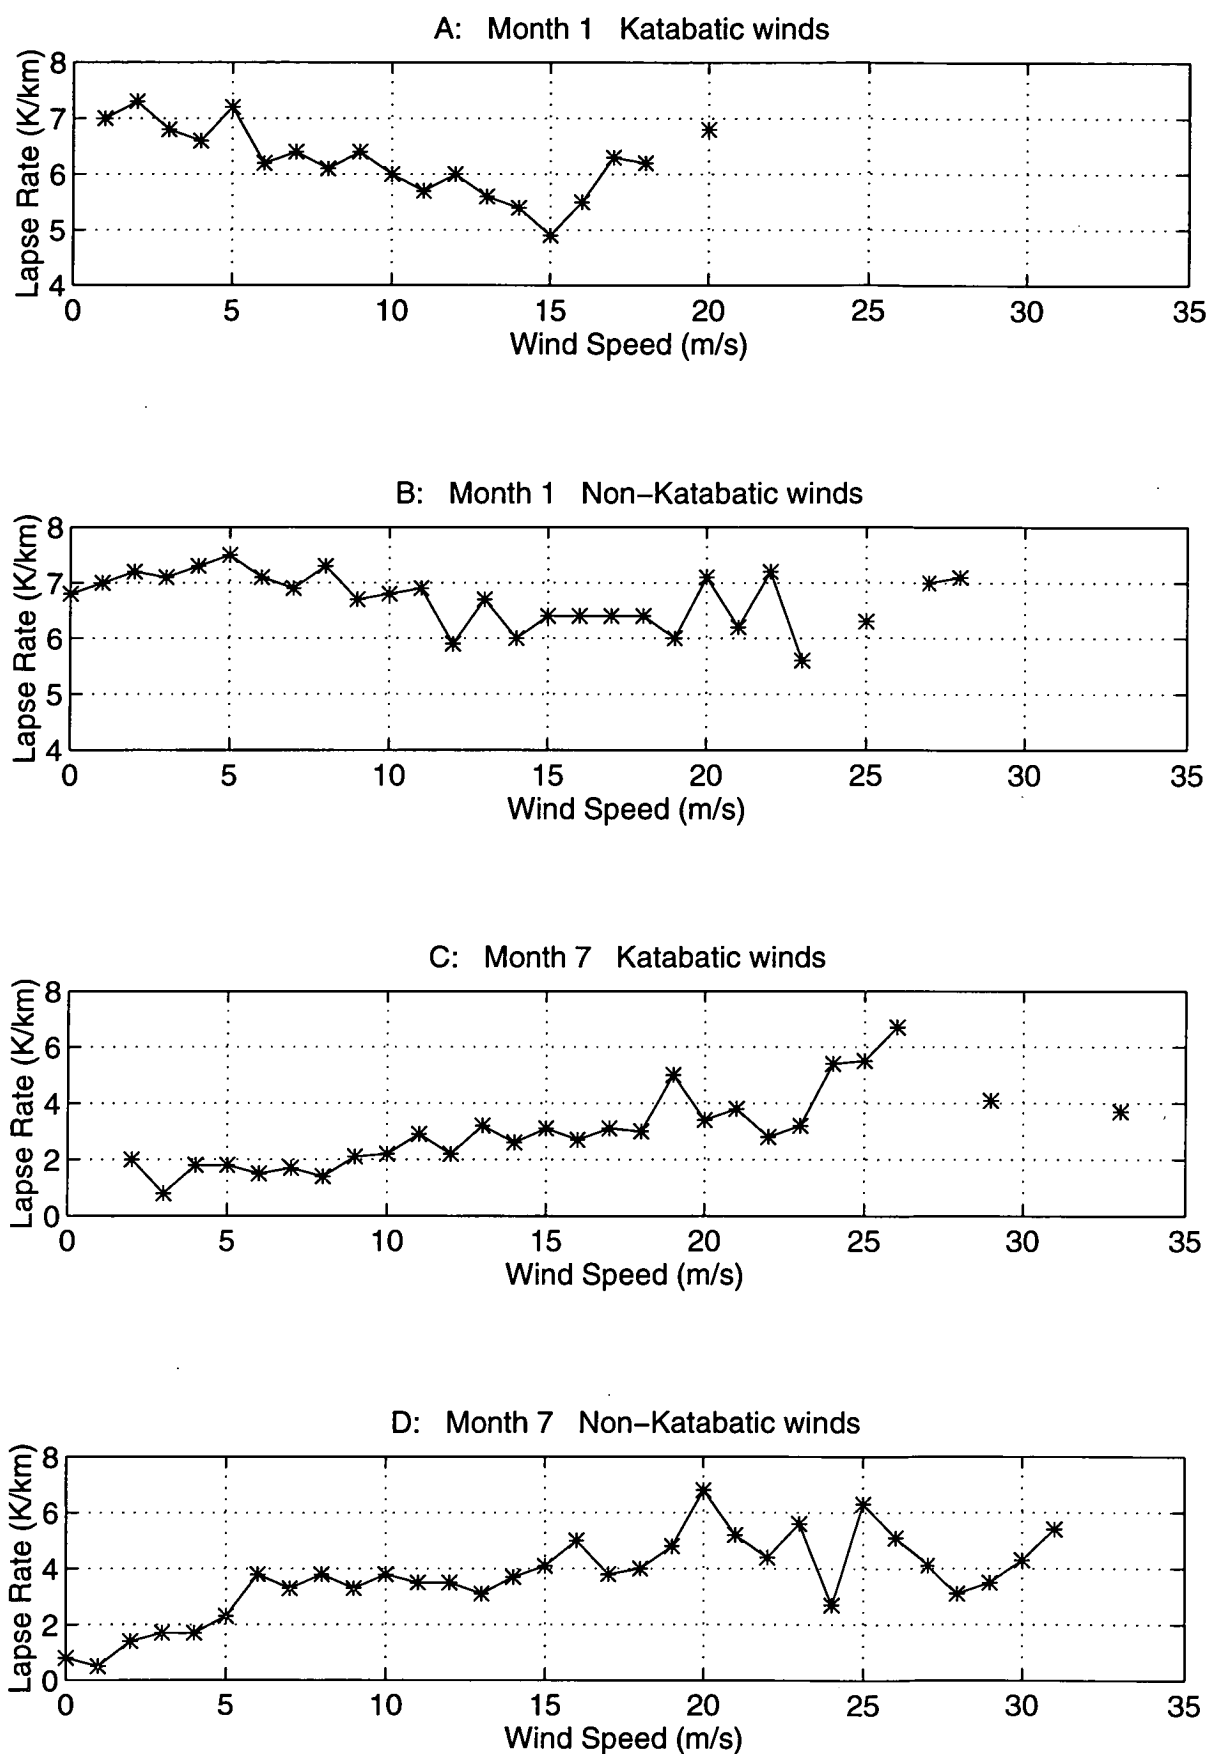 A: Month 1 Katabatic winds
Lapse Rate (K/km)
8
7
6
5
4
0 5 10 15 20 25 30 35
Wind Speed (m/s)
B: Month 1 Non−Katabatic winds
Lapse Rate (K/km)
8
7
6
5
4
0 5 10 15 20 25 30 35
Wind Speed (m/s)
C: Month 7 Katabatic winds
Lapse Rate (K/km)
8
6
4
2
0
0 5 10 15 20 25 30 35
Wind Speed (m/s)
D: Month 7 Non−Katabatic winds
Lapse Rate (K/km)
8
6
4
2
0
0 5 10 15 20 25 30 35
Wind Speed (m/s)